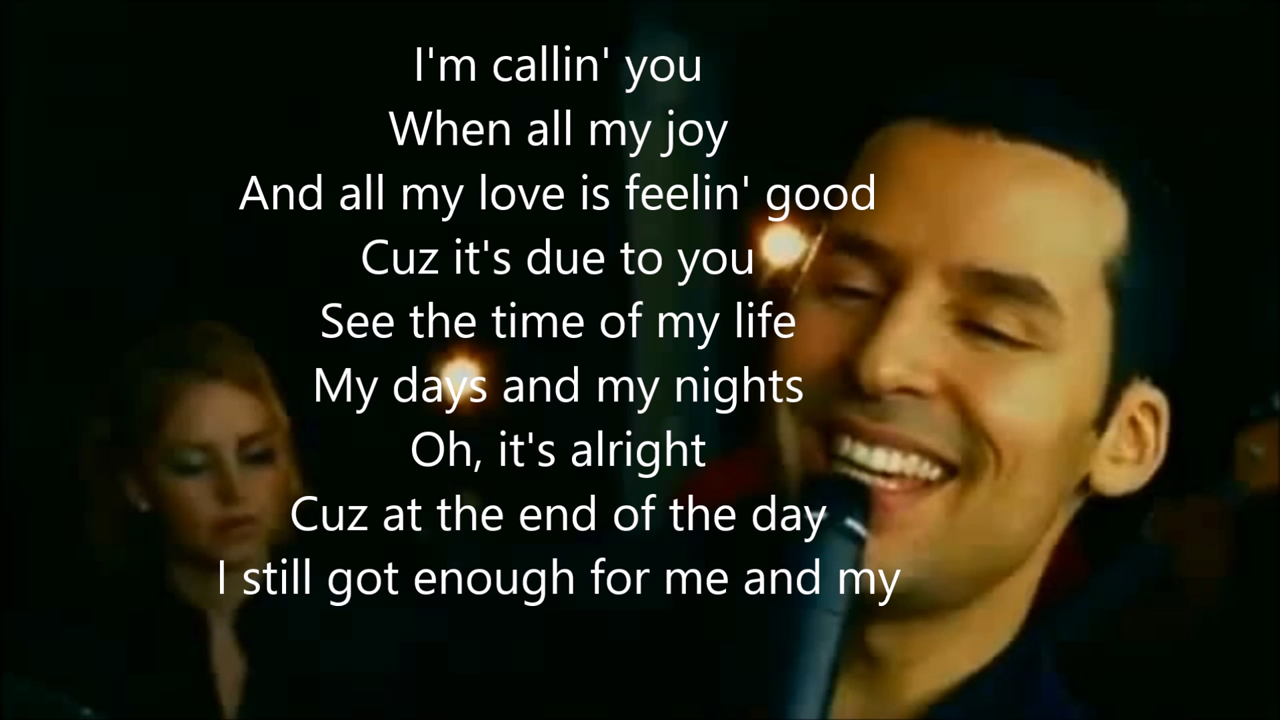 I'm callin' you
When all my joy
And all my love is feelin' good
Cuz it's due to you
See the time of my life
My days and my nights
Oh, it's alright
Cuz at the end of the day
I still got enough for me and my